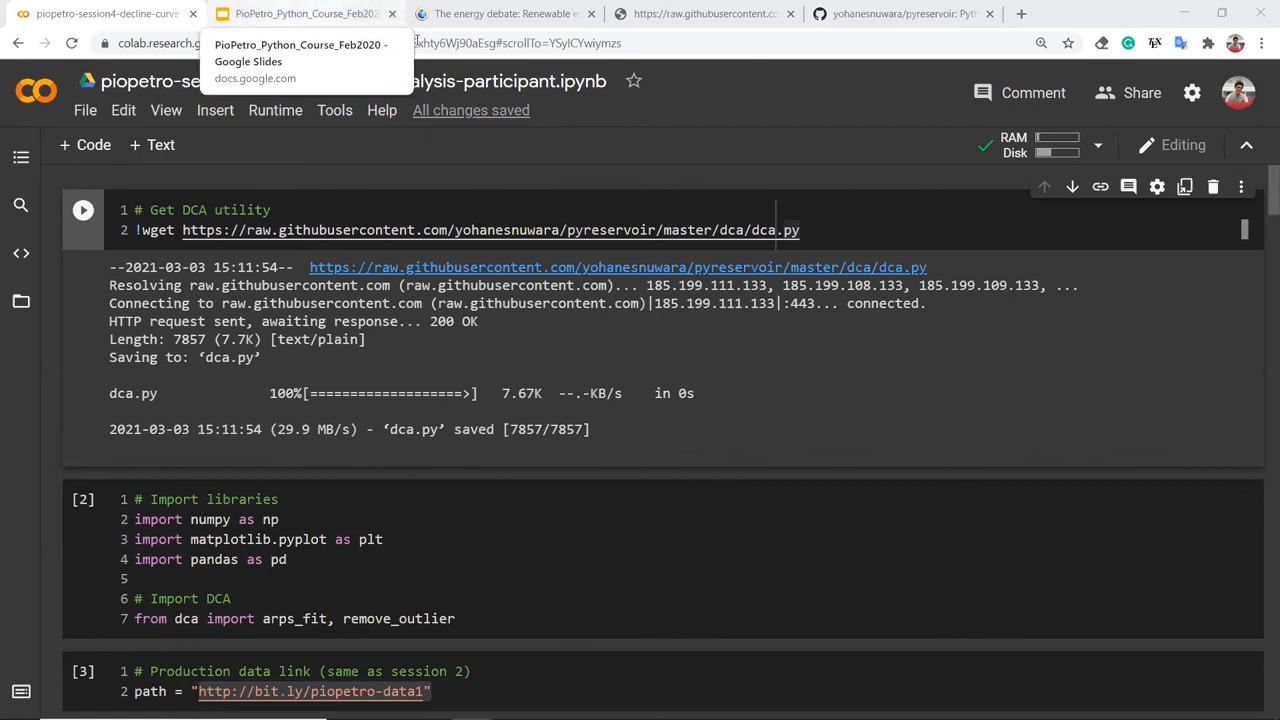 piopetro-session4-decline-curve
PioPetro_Python_Course_Feb2020
The energy debate: Renewable e
https://raw.githubusercontent.co
yohanesnuwara/pyreservoir: Pyth
colab.research.g
xhty6Wj90aEsg#scrollTo=YSyICYwiymzs
PioPetro_Python_Course_Feb2020 -
Google Slides
docs.google.com
piopetro-se
alysis-participant.ipynb
Comment
Share
File Edit View Insert Runtime Tools Help All changes saved
+ Code + Text
RAM
Disk
Editing
1 # Get DCA utility
2 !wget https://raw.githubusercontent.com/yohanesnuwara/pyreservoir/master/dca/dca.py
--2021-03-03 15:11:54-- https://raw.githubusercontent.com/yohanesnuwara/pyreservoir/master/dca/dca.py
Resolving raw.githubusercontent.com (raw.githubusercontent.com)... 185.199.111.133, 185.199.108.133, 185.199.109.133, ...
Connecting to raw.githubusercontent.com (raw.githubusercontent.com)|185.199.111.133|:443... connected.
HTTP request sent, awaiting response... 200 OK
Length: 7857 (7.7K) [text/plain]
Saving to: ‘dca.py’
dca.py 100%[===================>] 7.67K --.-KB/s in 0s
2021-03-03 15:11:54 (29.9 MB/s) - ‘dca.py’ saved [7857/7857]
[2] 1 # Import libraries
2 import numpy as np
3 import matplotlib.pyplot as plt
4 import pandas as pd
5
6 # Import DCA
7 from dca import arps_fit, remove_outlier
[3] 1 # Production data link (same as session 2)
2 path = "http://bit.ly/piopetro-data1"